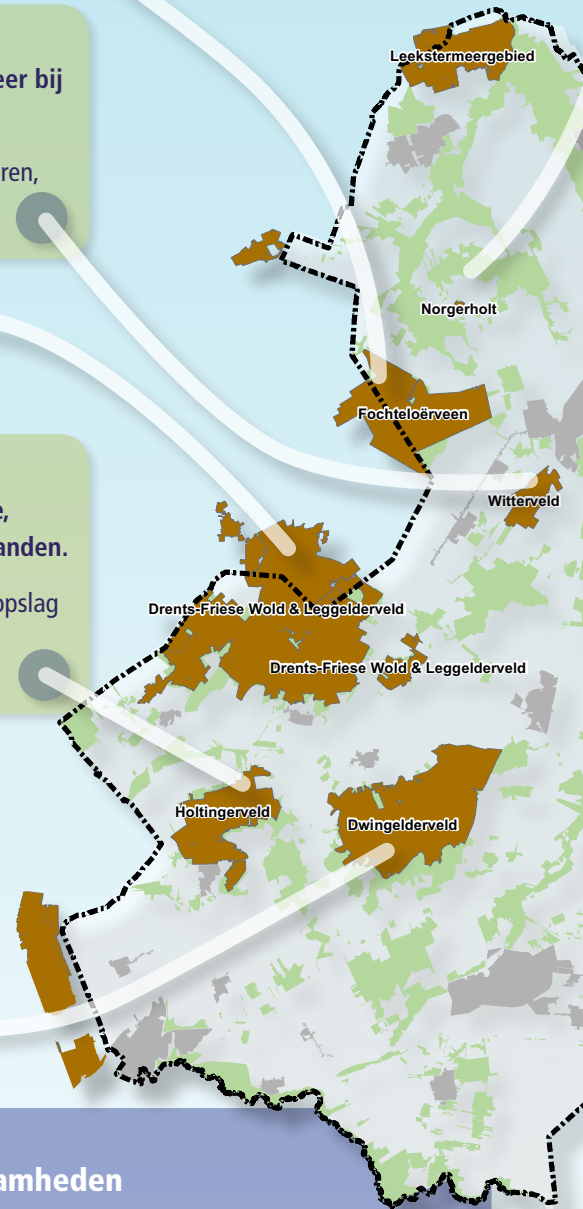 eer bij
ren,
e,
anden.
opslag
Leekstermeergebied
Norgerholt
Fochteloërveen
Witterveld
Drents-Friese Wold & Leggelderveld
Drents-Friese Wold & Leggelderveld
Holtingerveld
Dwingelderveld
amheden